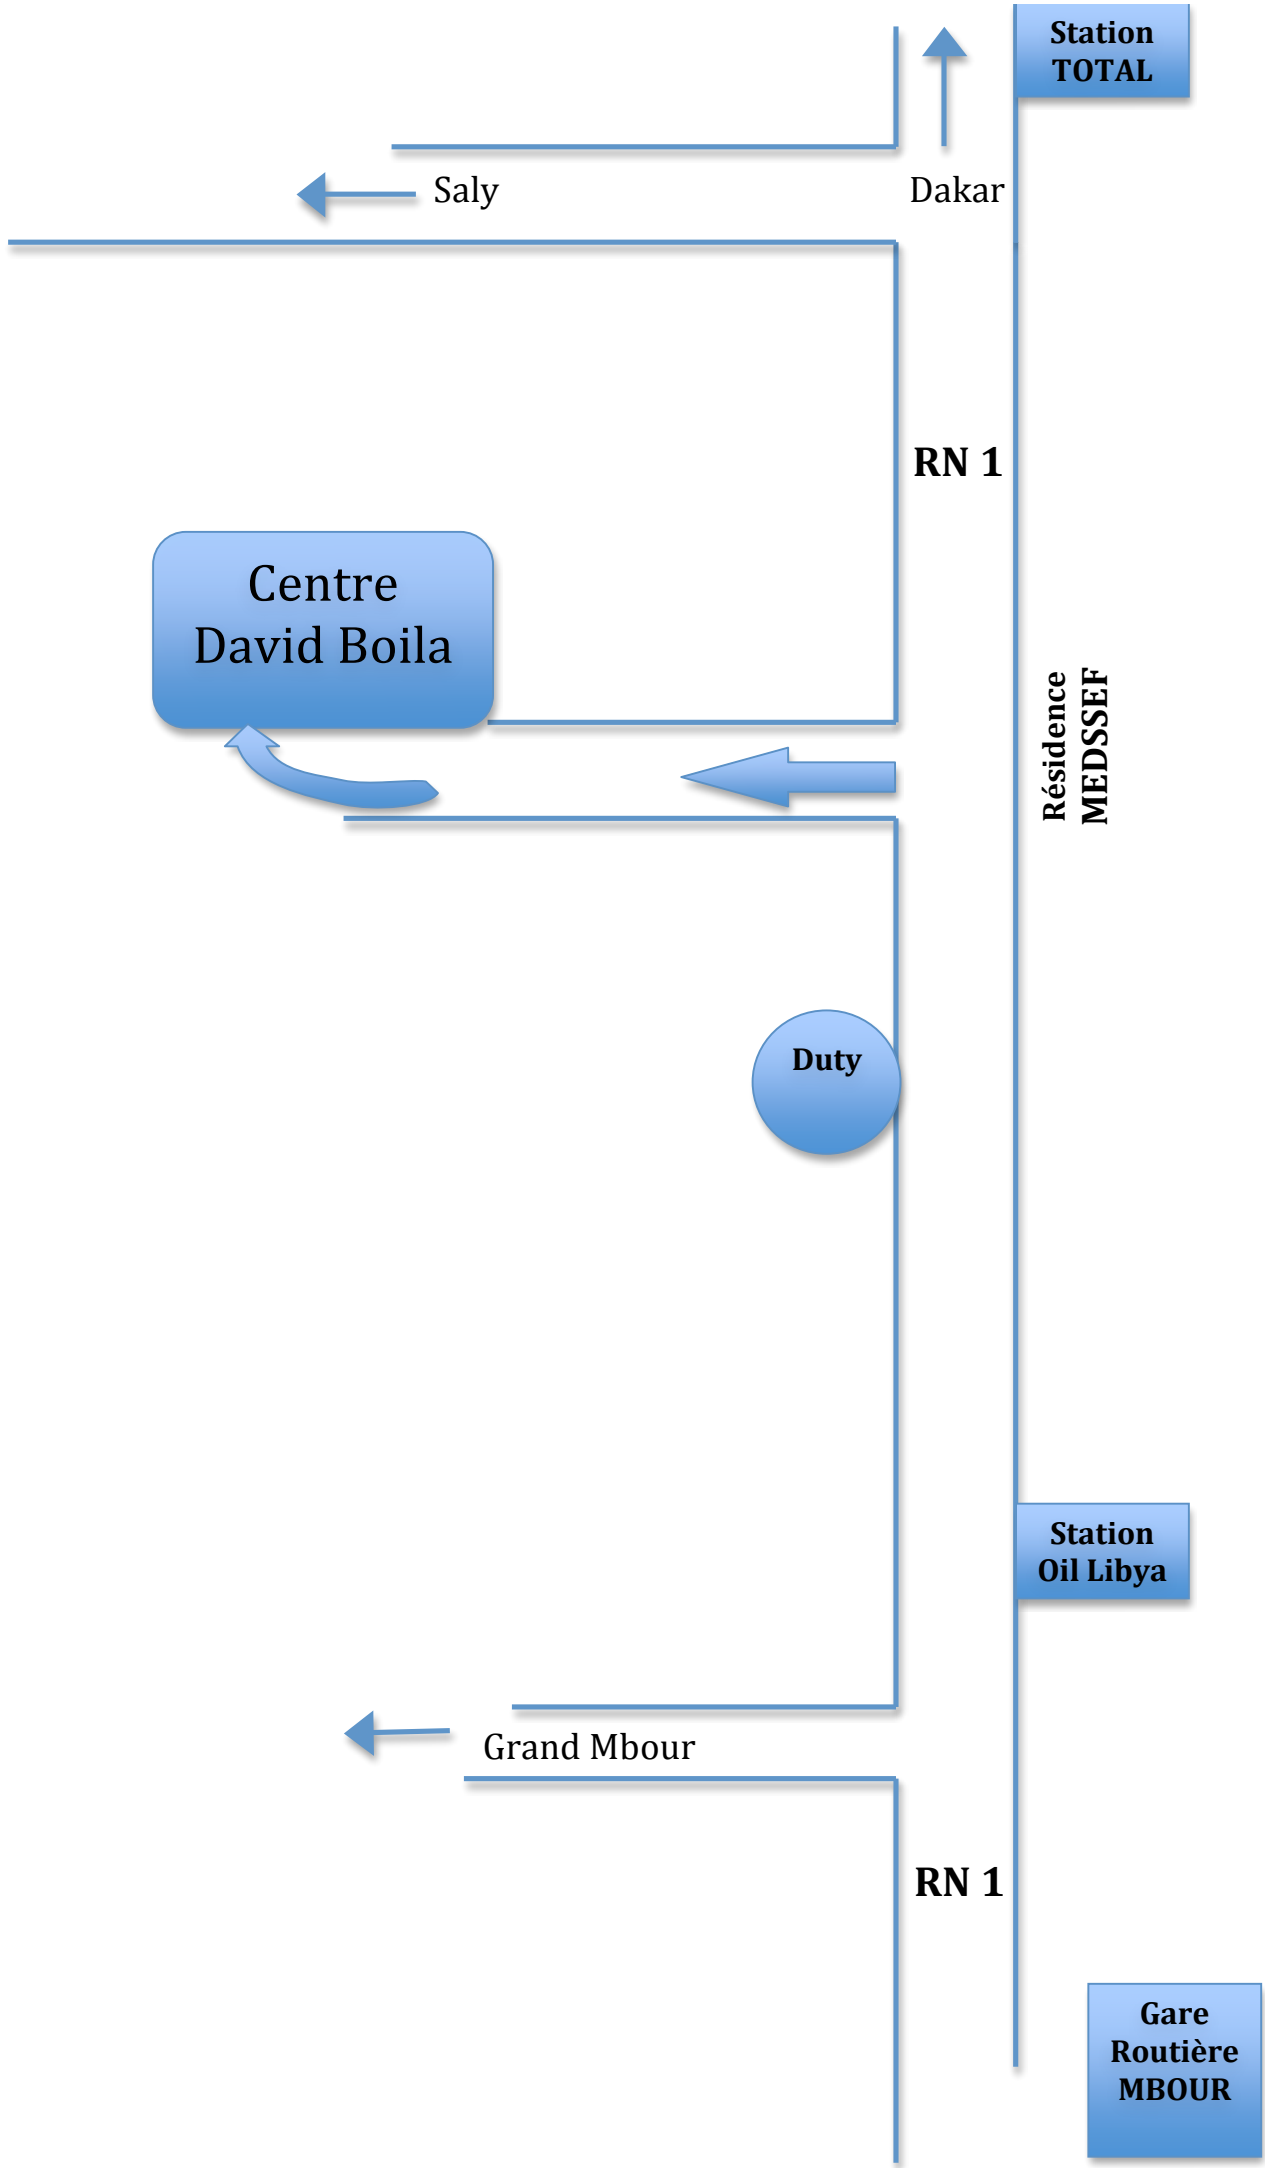 Station
TOTAL
Saly
Dakar
RN 1
Centre
David Boila
Résidence
MEDSSEF
Duty
Station
Oil Libya
Grand Mbour
RN 1
Gare
Routière
MBOUR